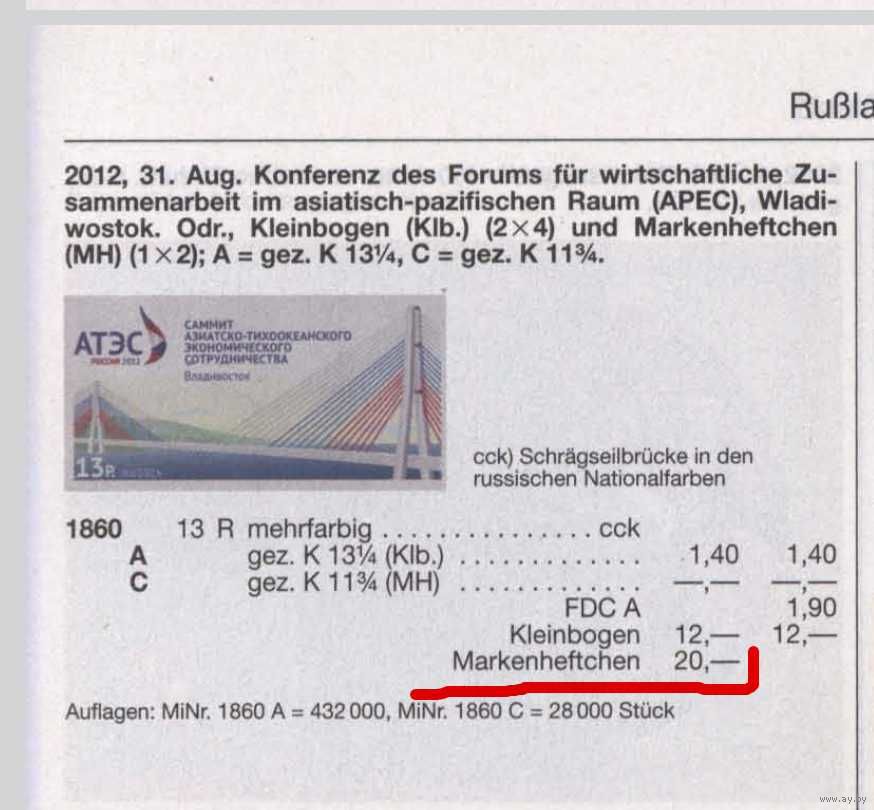 Rußla
2012, 31. Aug. Konferenz des Forums für wirtschaftliche Zu-
sammenarbeit im asiatisch-pazifischen Raum (APEC), Wladi-
wostok. Odr., Kleinbogen (Klb.) (2×4) und Markenheftchen
(MH) (1×2); A = gez. K 13¼, C = gez. K 11¾.
АТЭС
РОССИЯ 2012
САММИТ
АЗИАТСКО-ТИХООКЕАНСКОГО
ЭКОНОМИЧЕСКОГО
СОТРУДНИЧЕСТВА
Владивосток
13Р.
cck) Schrägseilbrücke in den
russischen Nationalfarben
1860 13 R mehrfarbig . . . . . . . . . . . . . . . . cck
A gez. K 13¼ (Klb.) . . . . . . . . . . . . . 1,40 1,40
C gez. K 11¾ (MH) . . . . . . . . . . . . . —,— —,—
FDC A 1,90
Kleinbogen 12,— 12,—
Markenheftchen 20,—
Auflagen: MiNr. 1860 A = 432 000, MiNr. 1860 C = 28 000 Stück
www.ay.by